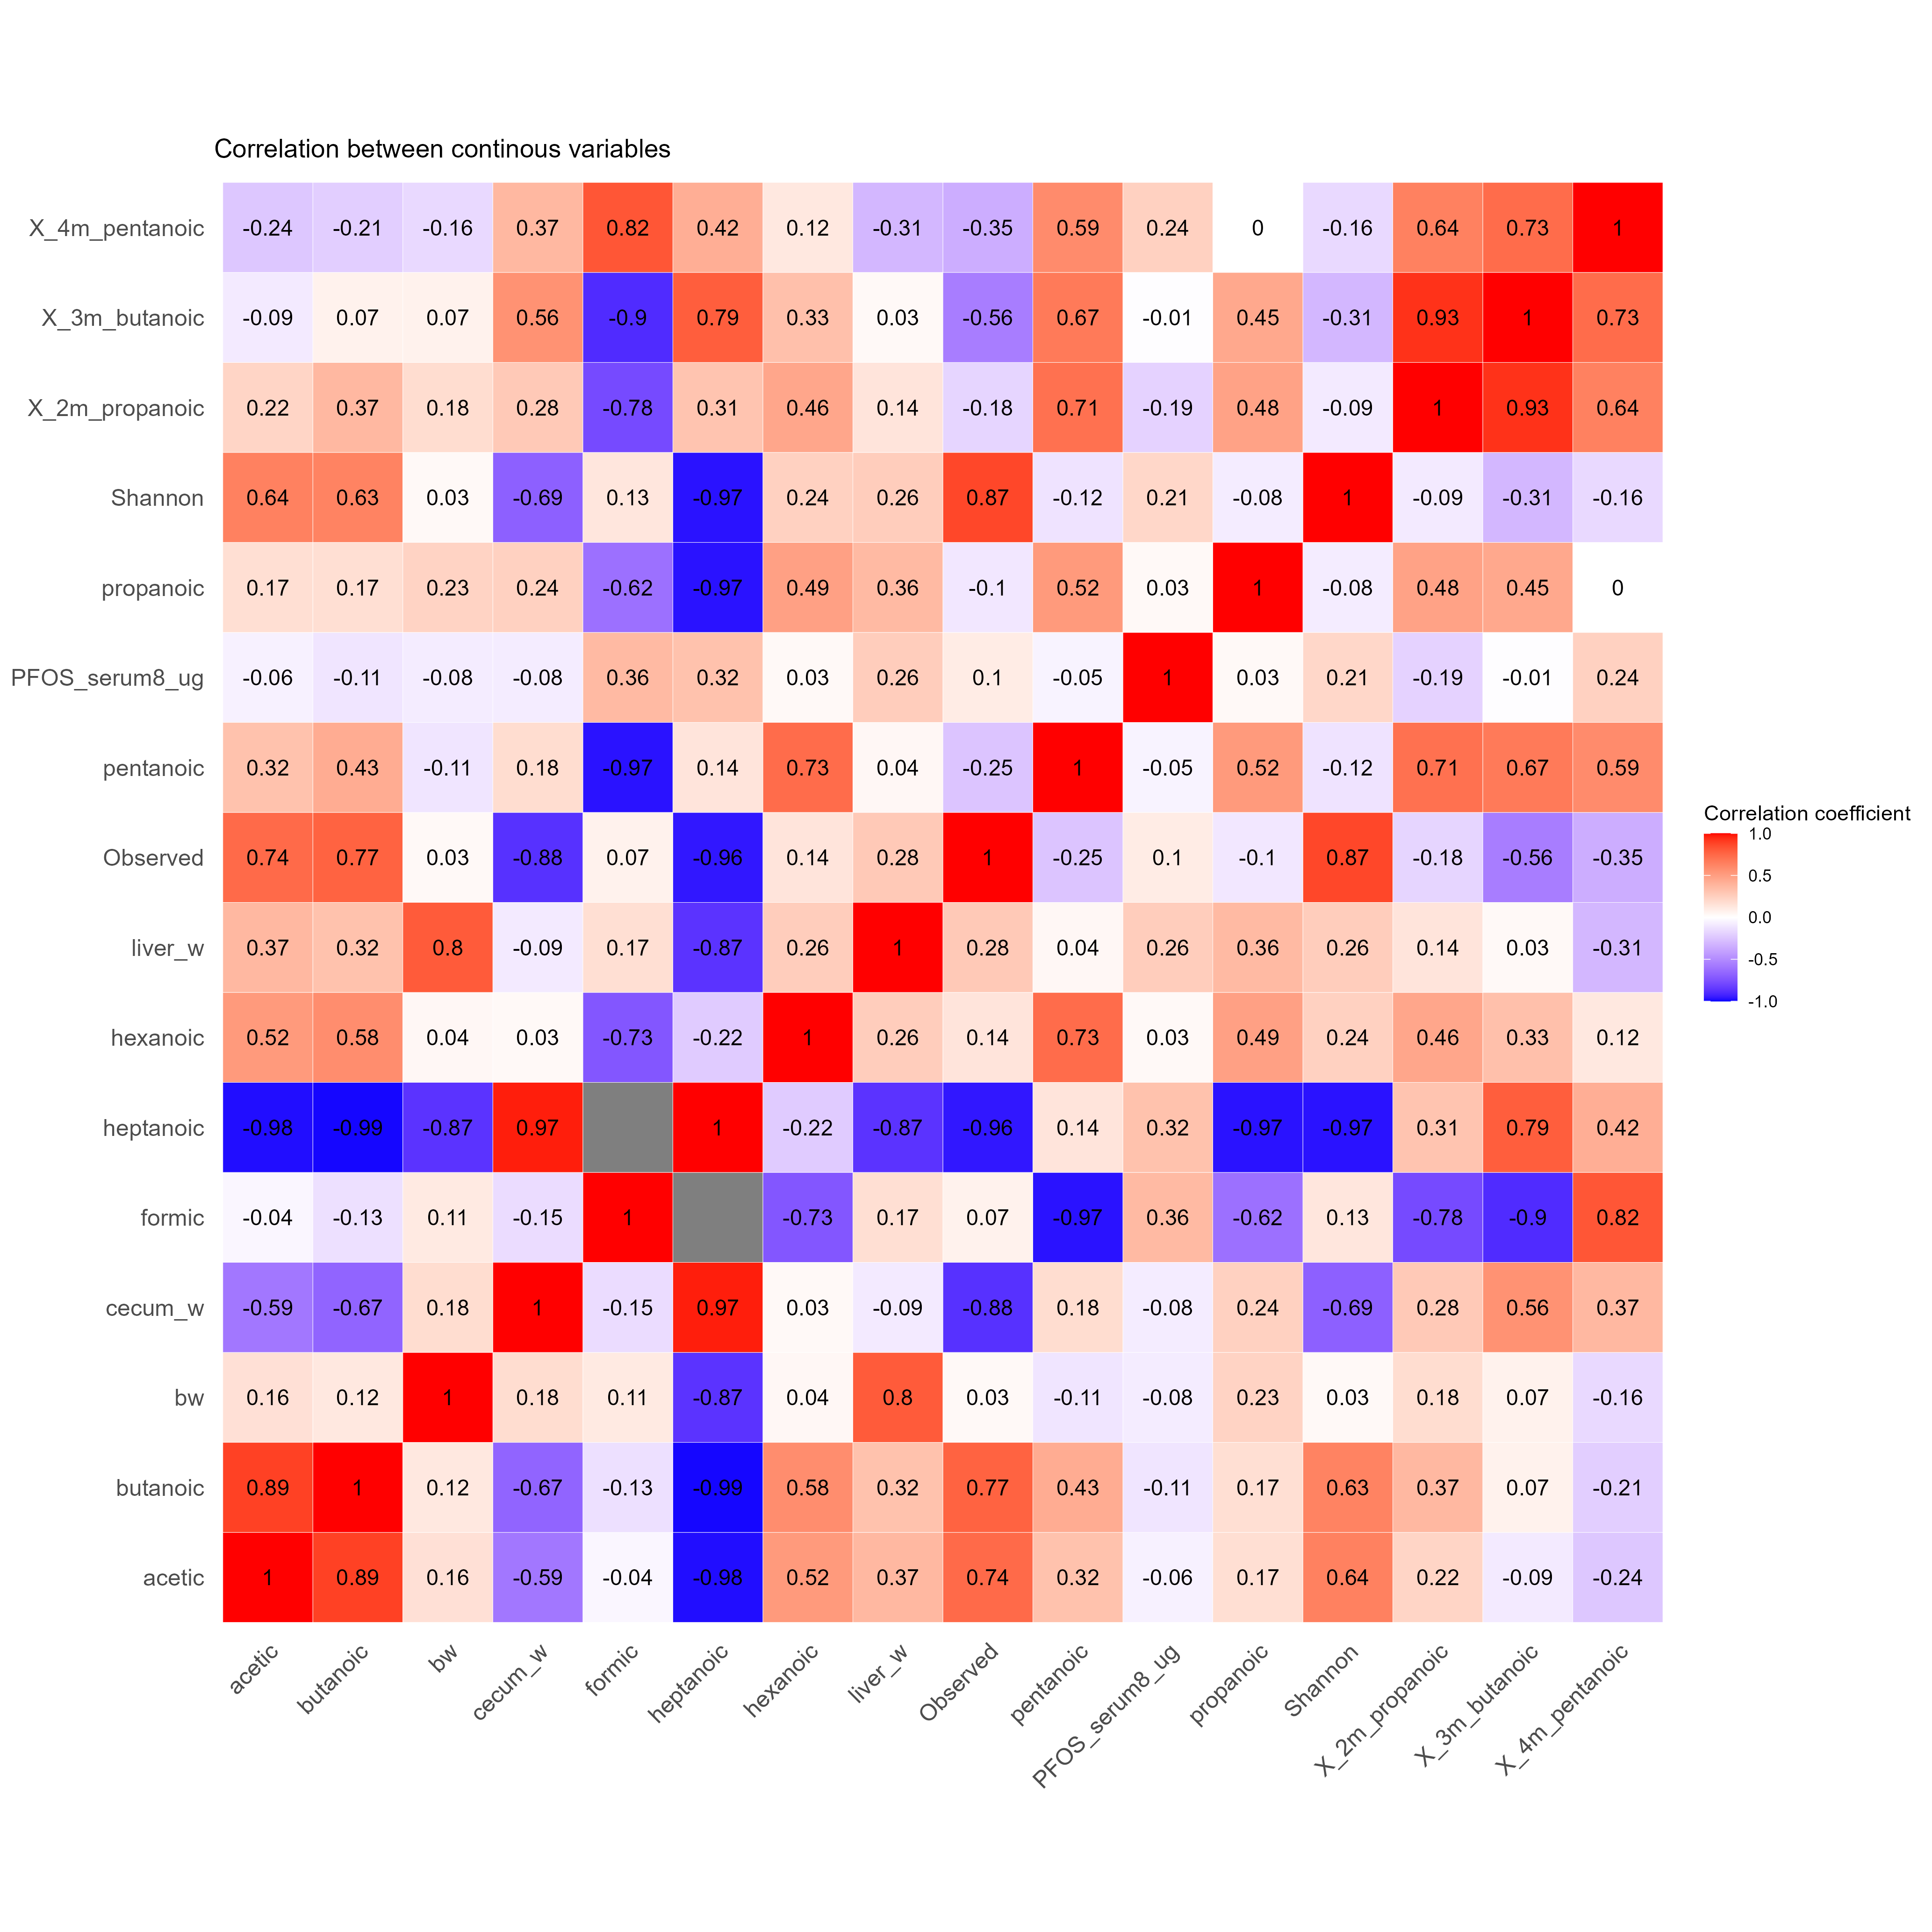 Correlation between continous variables
X_4m_pentanoic -0.24 -0.21 -0.16 0.37 0.82 0.42 0.12 -0.31 -0.35 0.59 0.24 0 -0.16 0.64 0.73 1
X_3m_butanoic -0.09 0.07 0.07 0.56 -0.9 0.79 0.33 0.03 -0.56 0.67 -0.01 0.45 -0.31 0.93 1 0.73
X_2m_propanoic 0.22 0.37 0.18 0.28 -0.78 0.31 0.46 0.14 -0.18 0.71 -0.19 0.48 -0.09 1 0.93 0.64
Shannon 0.64 0.63 0.03 -0.69 0.13 -0.97 0.24 0.26 0.87 -0.12 0.21 -0.08 1 -0.09 -0.31 -0.16
propanoic 0.17 0.17 0.23 0.24 -0.62 -0.97 0.49 0.36 -0.1 0.52 0.03 1 -0.08 0.48 0.45 0
PFOS_serum8_ug -0.06 -0.11 -0.08 -0.08 0.36 0.32 0.03 0.26 0.1 -0.05 1 0.03 0.21 -0.19 -0.01 0.24
pentanoic 0.32 0.43 -0.11 0.18 -0.97 0.14 0.73 0.04 -0.25 1 -0.05 0.52 -0.12 0.71 0.67 0.59
Observed 0.74 0.77 0.03 -0.88 0.07 -0.96 0.14 0.28 1 -0.25 0.1 -0.1 0.87 -0.18 -0.56 -0.35
liver_w 0.37 0.32 0.8 -0.09 0.17 -0.87 0.26 1 0.28 0.04 0.26 0.36 0.26 0.14 0.03 -0.31
hexanoic 0.52 0.58 0.04 0.03 -0.73 -0.22 1 0.26 0.14 0.73 0.03 0.49 0.24 0.46 0.33 0.12
heptanoic -0.98 -0.99 -0.87 0.97 1 -0.22 -0.87 -0.96 0.14 0.32 -0.97 -0.97 0.31 0.79 0.42
formic -0.04 -0.13 0.11 -0.15 1 -0.73 0.17 0.07 -0.97 0.36 -0.62 0.13 -0.78 -0.9 0.82
cecum_w -0.59 -0.67 0.18 1 -0.15 0.97 0.03 -0.09 -0.88 0.18 -0.08 0.24 -0.69 0.28 0.56 0.37
bw 0.16 0.12 1 0.18 0.11 -0.87 0.04 0.8 0.03 -0.11 -0.08 0.23 0.03 0.18 0.07 -0.16
butanoic 0.89 1 0.12 -0.67 -0.13 -0.99 0.58 0.32 0.77 0.43 -0.11 0.17 0.63 0.37 0.07 -0.21
acetic 1 0.89 0.16 -0.59 -0.04 -0.98 0.52 0.37 0.74 0.32 -0.06 0.17 0.64 0.22 -0.09 -0.24
acetic butanoic bw cecum_w formic heptanoic hexanoic liver_w Observed pentanoic PFOS_serum8_ug propanoic Shannon X_2m_propanoic X_3m_butanoic X_4m_pentanoic
Correlation coefficient
1.0
0.5
0.0
-0.5
-1.0